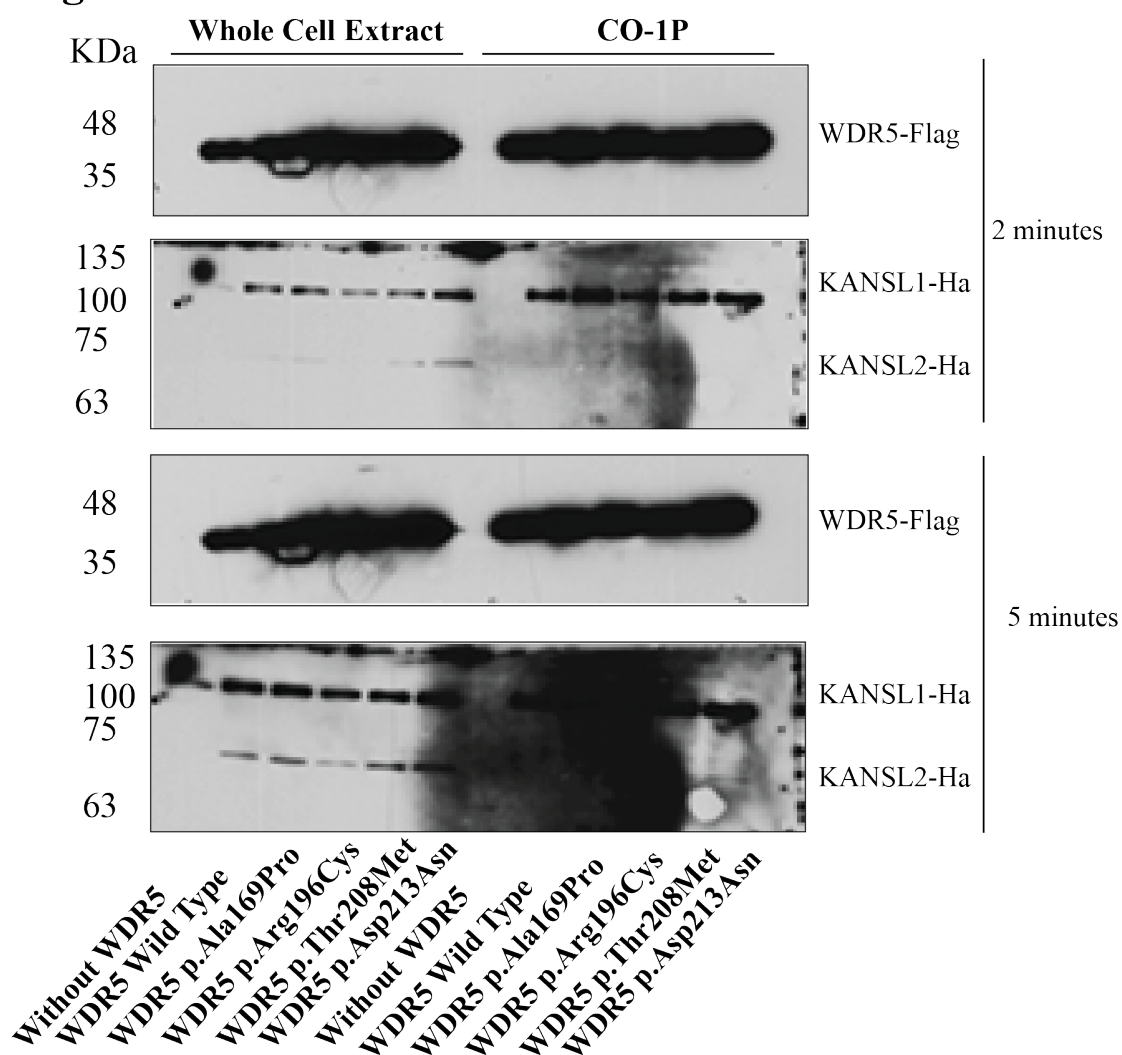 Whole Cell Extract CO-1P
KDa
48
35
WDR5-Flag
2 minutes
135
100
75
63
KANSL1-Ha
KANSL2-Ha
48
35
WDR5-Flag
5 minutes
135
100
75
63
KANSL1-Ha
KANSL2-Ha
Without WDR5
WDR5 Wild Type
WDR5 p.Ala169Pro
WDR5 p.Arg196Cys
WDR5 p.Thr208Met
WDR5 p.Asp213Asn
Without WDR5
WDR5 Wild Type
WDR5 p.Ala169Pro
WDR5 p.Arg196Cys
WDR5 p.Thr208Met
WDR5 p.Asp213Asn